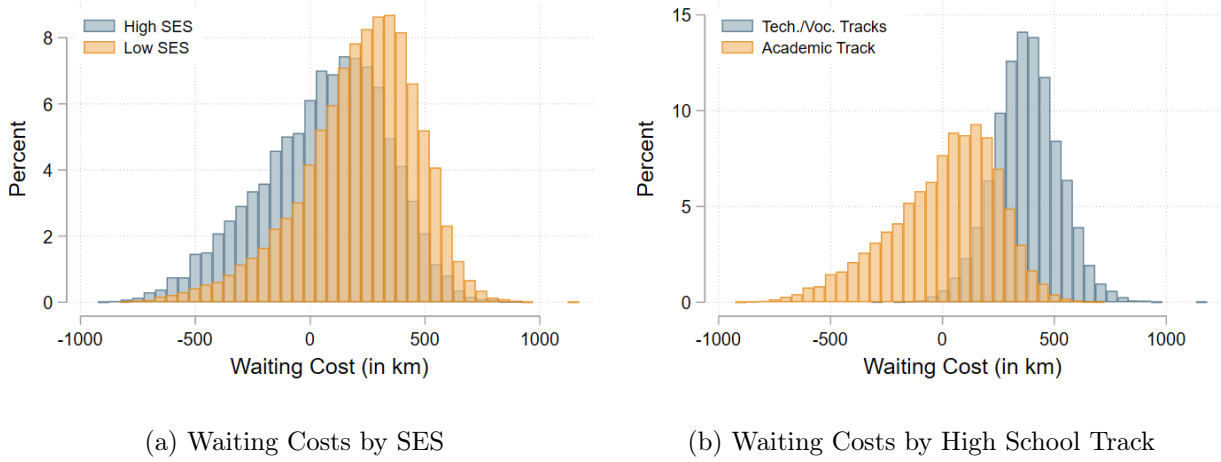 High SES
Low SES
8
6
4
2
0
Percent
-1000
-500
0
500
1000
Waiting Cost (in km)
(a) Waiting Costs by SES
Tech./Voc. Tracks
Academic Track
15
10
5
0
Percent
-1000
-500
0
500
1000
Waiting Cost (in km)
(b) Waiting Costs by High School Track